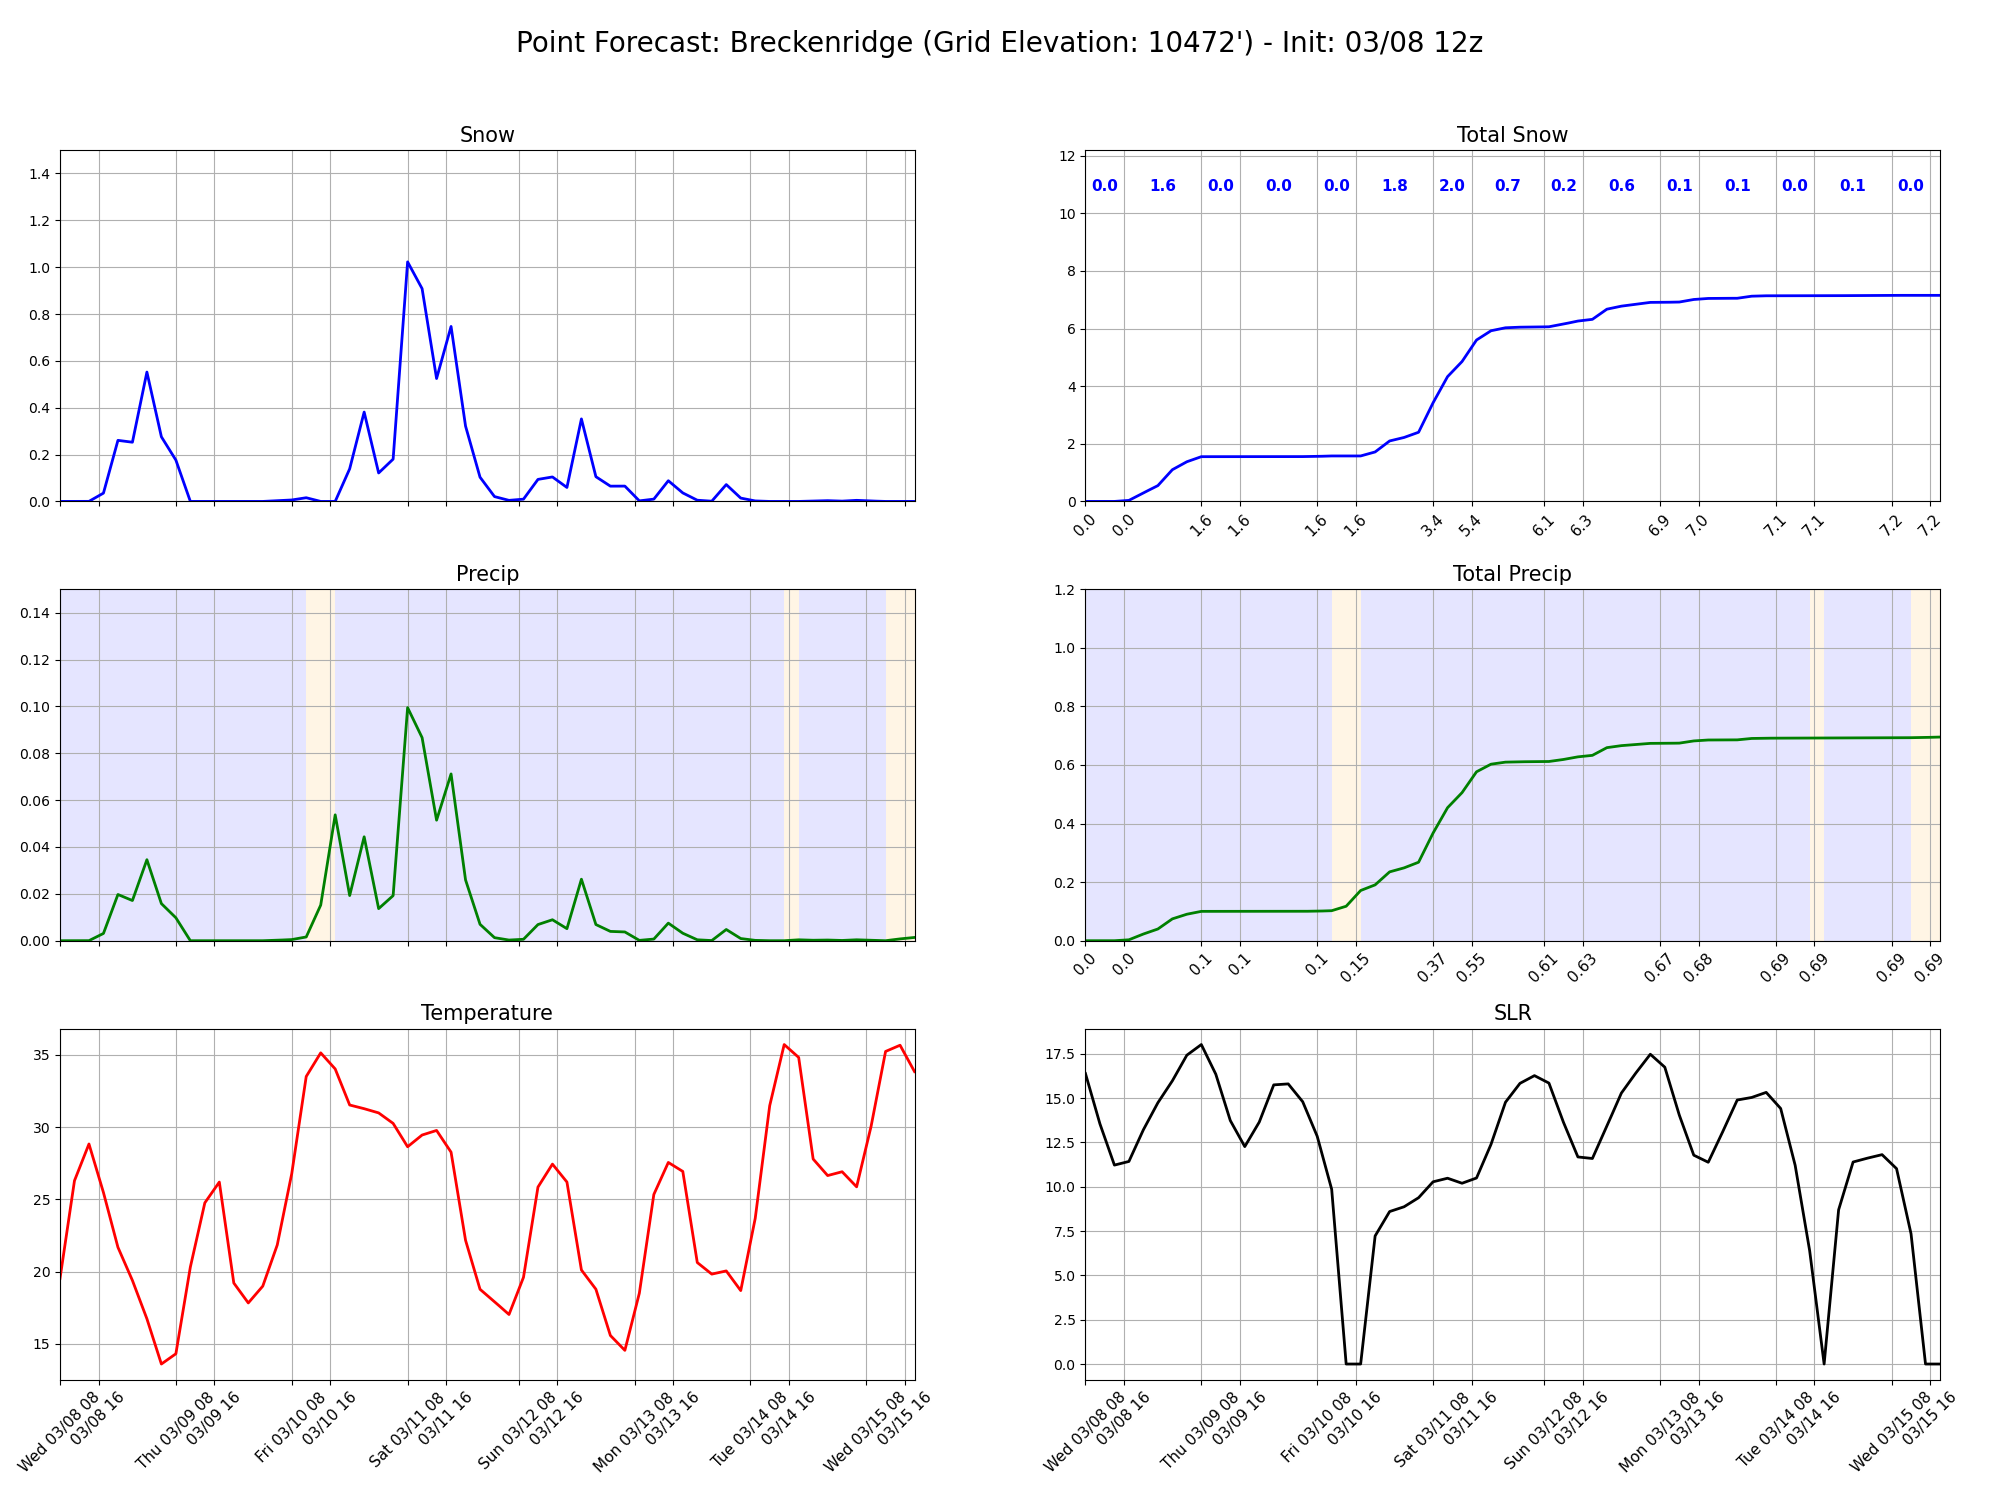 Point Forecast: Breckenridge (Grid Elevation: 10472') - Init: 03/08 12z
Snow
1.4
1.2
1.0
0.8
0.6
0.4
0.2
0.0
Total Snow
12
10
8
6
4
2
0
0.0 1.6 0.0 0.0 0.0 1.8 2.0 0.7 0.2 0.6 0.1 0.1 0.0 0.1 0.0
0.0 0.0 1.6 1.6 1.6 1.6 3.4 5.4 6.1 6.3 6.9 7.0 7.1 7.1 7.2 7.2
Precip
0.14
0.12
0.10
0.08
0.06
0.04
0.02
0.00
Total Precip
1.2
1.0
0.8
0.6
0.4
0.2
0.0
0.0 0.0 0.1 0.1 0.1 0.15 0.37 0.55 0.61 0.63 0.67 0.68 0.69 0.69 0.69 0.69
Temperature
35
30
25
20
15
Wed 03/08 08
03/08 16
Thu 03/09 08
03/09 16
Fri 03/10 08
03/10 16
Sat 03/11 08
03/11 16
Sun 03/12 08
03/12 16
Mon 03/13 08
03/13 16
Tue 03/14 08
03/14 16
Wed 03/15 08
03/15 16
SLR
17.5
15.0
12.5
10.0
7.5
5.0
2.5
0.0
Wed 03/08 08
03/08 16
Thu 03/09 08
03/09 16
Fri 03/10 08
03/10 16
Sat 03/11 08
03/11 16
Sun 03/12 08
03/12 16
Mon 03/13 08
03/13 16
Tue 03/14 08
03/14 16
Wed 03/15 08
03/15 16